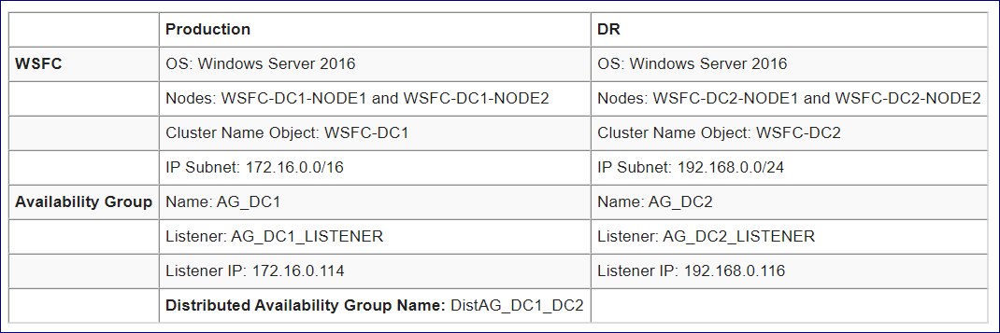 Production DR
WSFC OS: Windows Server 2016 OS: Windows Server 2016
Nodes: WSFC-DC1-NODE1 and WSFC-DC1-NODE2 Nodes: WSFC-DC2-NODE1 and WSFC-DC2-NODE2
Cluster Name Object: WSFC-DC1 Cluster Name Object: WSFC-DC2
IP Subnet: 172.16.0.0/16 IP Subnet: 192.168.0.0/24
Availability Group Name: AG_DC1 Name: AG_DC2
Listener: AG_DC1_LISTENER Listener: AG_DC2_LISTENER
Listener IP: 172.16.0.114 Listener IP: 192.168.0.116
Distributed Availability Group Name: DistAG_DC1_DC2